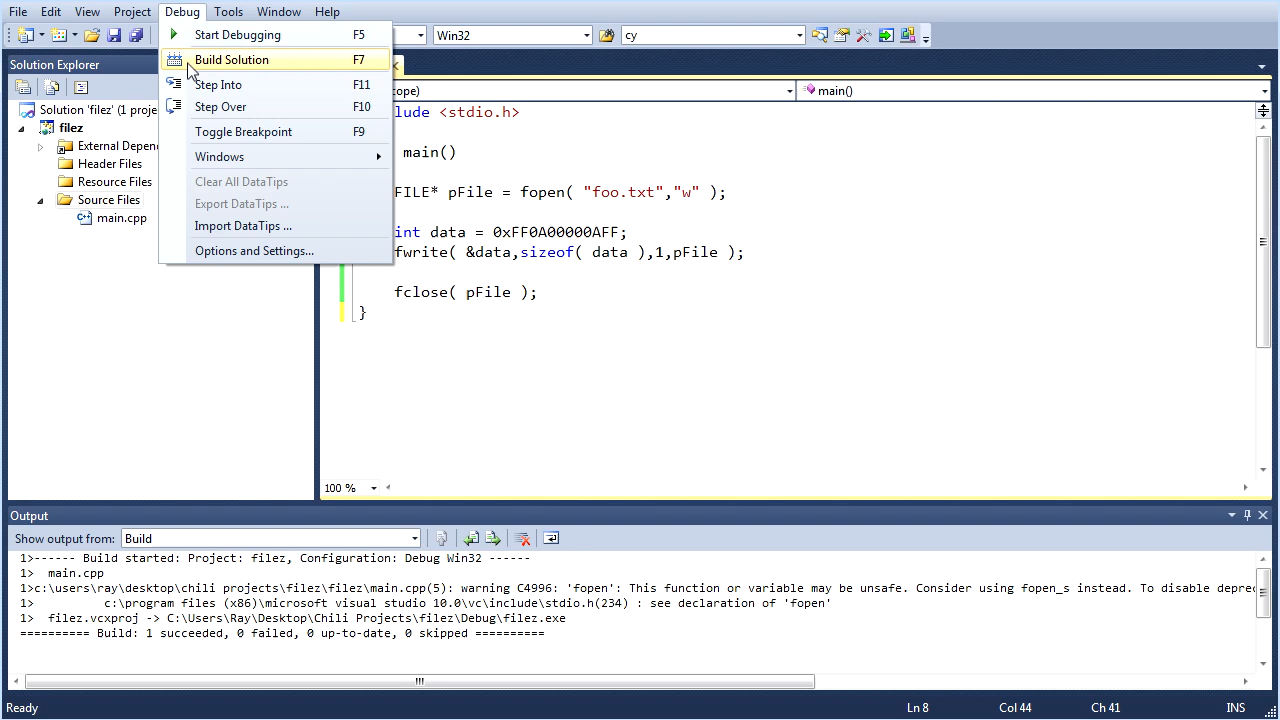 File Edit View Project Debug Tools Window Help
Win32 cy
Start Debugging F5
Build Solution F7
Step Into F11
Step Over F10
Toggle Breakpoint F9
Windows
Clear All DataTips
Export DataTips ...
Import DataTips ...
Options and Settings...
Solution Explorer
Solution 'filez' (1 proje
filez
External Depen
Header Files
Resource Files
Source Files
main.cpp
ope) main()
lude <stdio.h>
main()
FILE* pFile = fopen( "foo.txt","w" );
int data = 0xFF0A00000AFF;
fwrite( &data,sizeof( data ),1,pFile );
fclose( pFile );
}
100 %
Output
Show output from: Build
1>------ Build started: Project: filez, Configuration: Debug Win32 ------
1> main.cpp
1>c:\users\ray\desktop\chili projects\filez\filez\main.cpp(5): warning C4996: 'fopen': This function or variable may be unsafe. Consider using fopen_s instead. To disable depre
1> c:\program files (x86)\microsoft visual studio 10.0\vc\include\stdio.h(234) : see declaration of 'fopen'
1> filez.vcxproj -> C:\Users\Ray\Desktop\Chili Projects\filez\Debug\filez.exe
========== Build: 1 succeeded, 0 failed, 0 up-to-date, 0 skipped ==========
Ready Ln 8 Col 44 Ch 41 INS